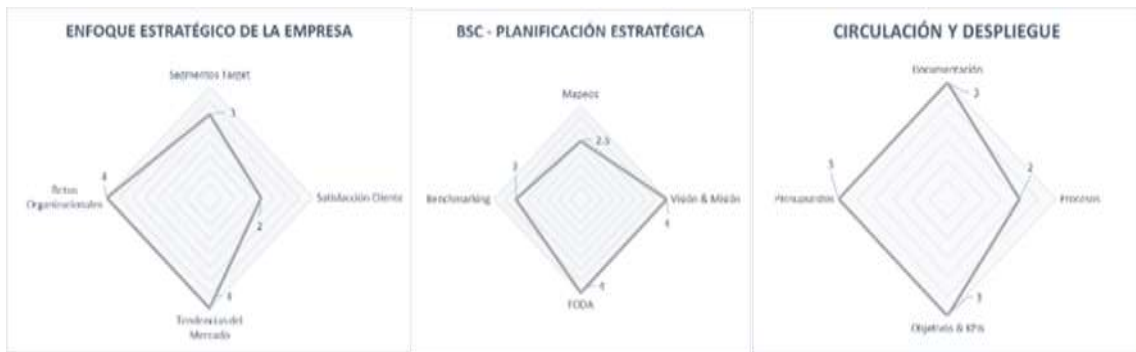 ENFOQUE ESTRATÉGICO DE LA EMPRESA
Segmentos Target
3
4
Retos
Organizacionales
Satisfacción Cliente
2
4
Tendencias del
Mercado
BSC - PLANIFICACIÓN ESTRATÉGICA
Mapeos
2.5
3
Benchmarking
Visión & Misión
4
4
FODA
CIRCULACIÓN Y DESPLIEGUE
Documentación
3
3
2
Presupuestos
Procesos
3
Objetivos & KPIs